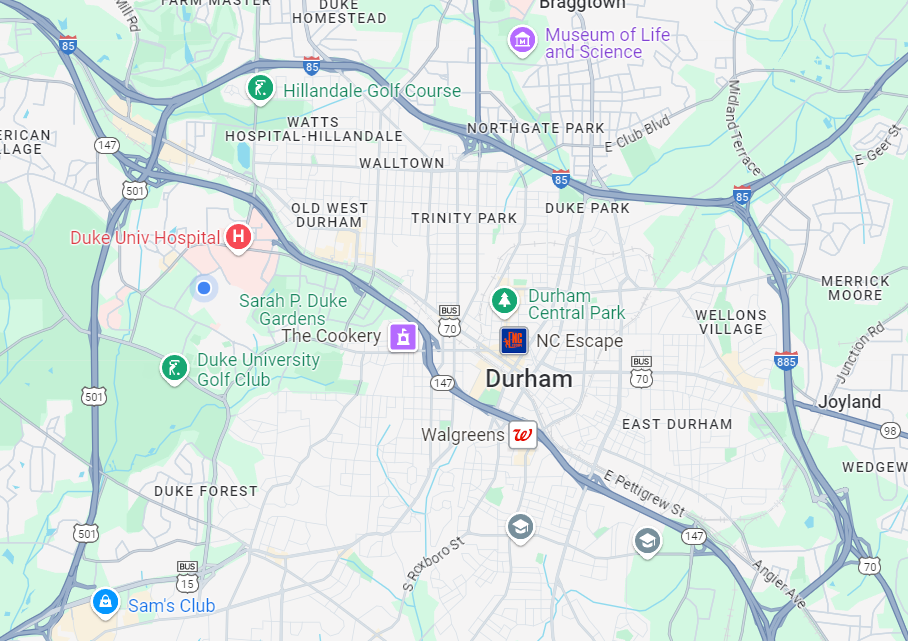 FARM MASTER
DUKE
HOMESTEAD
Braggtown
Mill Rd
85
Museum of Life
and Science
85
Hillandale Golf Course
WATTS
HOSPITAL-HILLANDALE
NORTHGATE PARK
E Club Blvd
Midland Terrace
E Geer St
ERICAN
LAGE
147
WALLTOWN
501
85
85
OLD WEST
DURHAM
TRINITY PARK
DUKE PARK
Duke Univ Hospital
H
MERRICK
MOORE
Sarah P. Duke
Gardens
Durham
Central Park
BUS
70
WELLONS
VILLAGE
The Cookery
NC Escape
Junction Rd
Duke University
Golf Club
BUS
70
885
147
Durham
501
Joyland
98
Walgreens
W
EAST DURHAM
WEDGEW
DUKE FOREST
E Pettigrew St
501
147
S Roxboro St
BUS
15
70
Angier Ave
Sam's Club